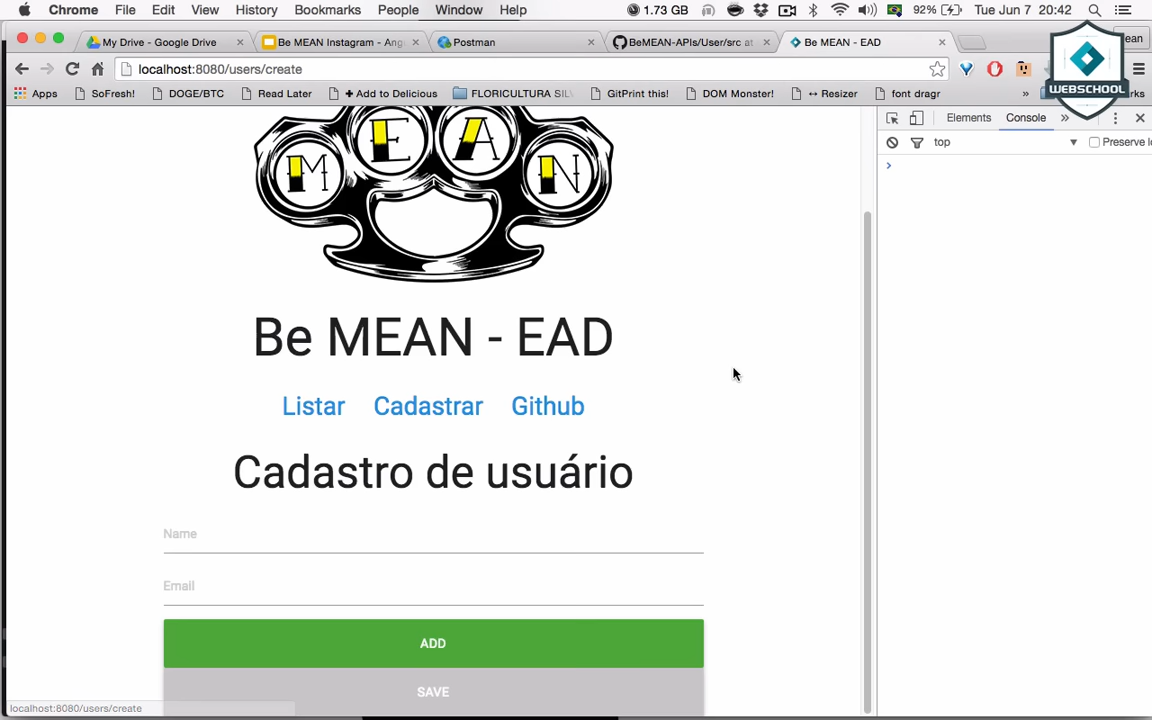 Chrome File Edit View History Bookmarks People Window Help 1.73 GB 92% Tue Jun 7 20:42
My Drive - Google Drive Be MEAN Instagram - Ang Postman BeMEAN-APIs/User/src at Be MEAN - EAD ean
localhost:8080/users/create
Apps SoFresh! DOGE/BTC Read Later + Add to Delicious FLORICULTURA SIL GitPrint this! DOM Monster! ↔ Resizer font dragr »
WEBSCHOOL
Elements Console »
top Preserve lo
M E A N
Be MEAN - EAD
Listar Cadastrar Github
Cadastro de usuário
Name
Email
ADD
SAVE
localhost:8080/users/create